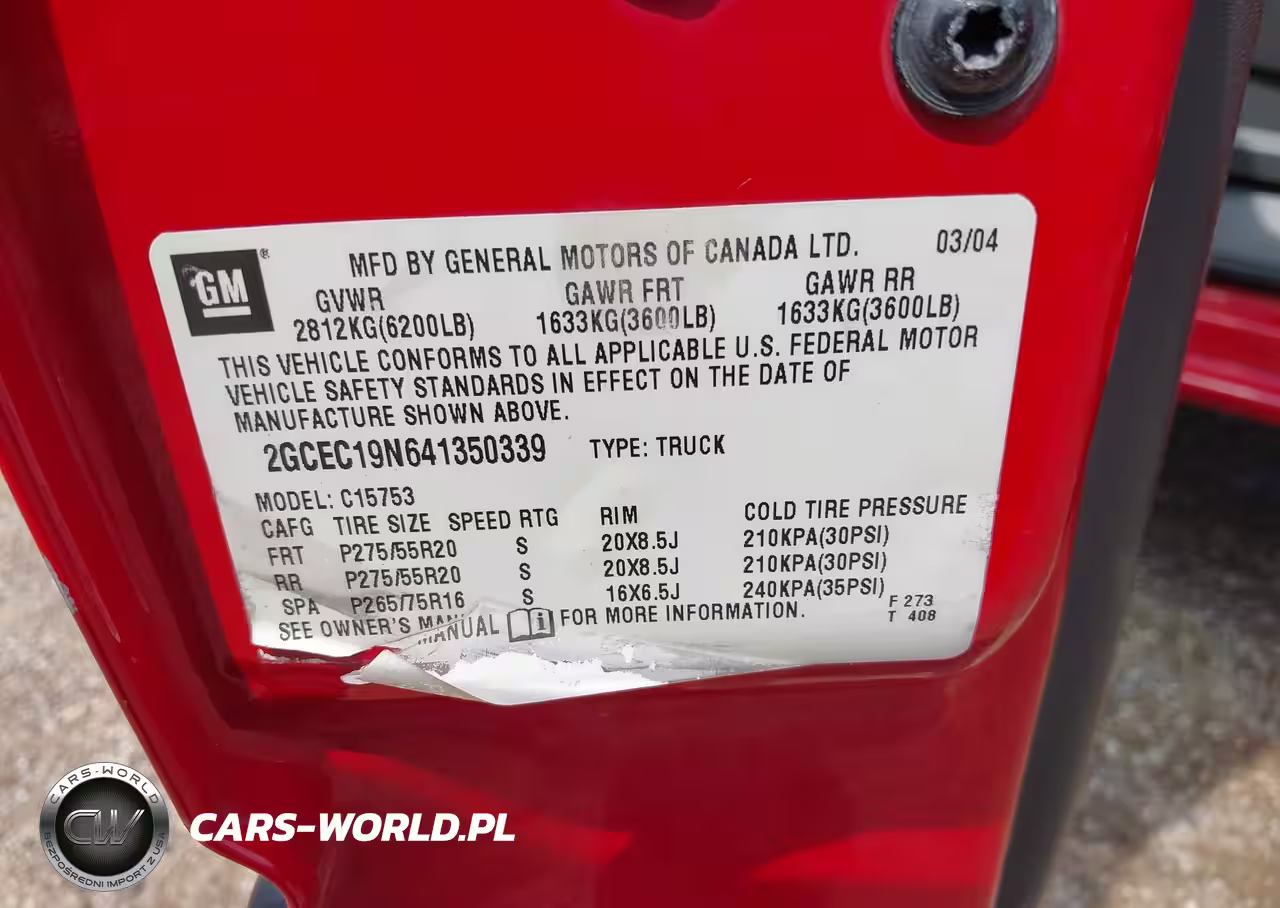 GM ®
MFD BY GENERAL MOTORS OF CANADA LTD. 03/04
GVWR GAWR FRT GAWR RR
2812KG(6200LB) 1633KG(3600LB) 1633KG(3600LB)
THIS VEHICLE CONFORMS TO ALL APPLICABLE U.S. FEDERAL MOTOR
VEHICLE SAFETY STANDARDS IN EFFECT ON THE DATE OF
MANUFACTURE SHOWN ABOVE.
2GCEC19N641350339 TYPE: TRUCK
MODEL: C15753
CAFG TIRE SIZE SPEED RTG RIM COLD TIRE PRESSURE
FRT P275/55R20 S 20X8.5J 210KPA(30PSI)
RR P275/55R20 S 20X8.5J 210KPA(30PSI)
SPA P265/75R16 S 16X6.5J 240KPA(35PSI)
SEE OWNER'S MANUAL i FOR MORE INFORMATION.
F 273
T 408
CARS-WORLD
CW
BEZPOŚREDNI IMPORT Z USA
CARS-WORLD.PL